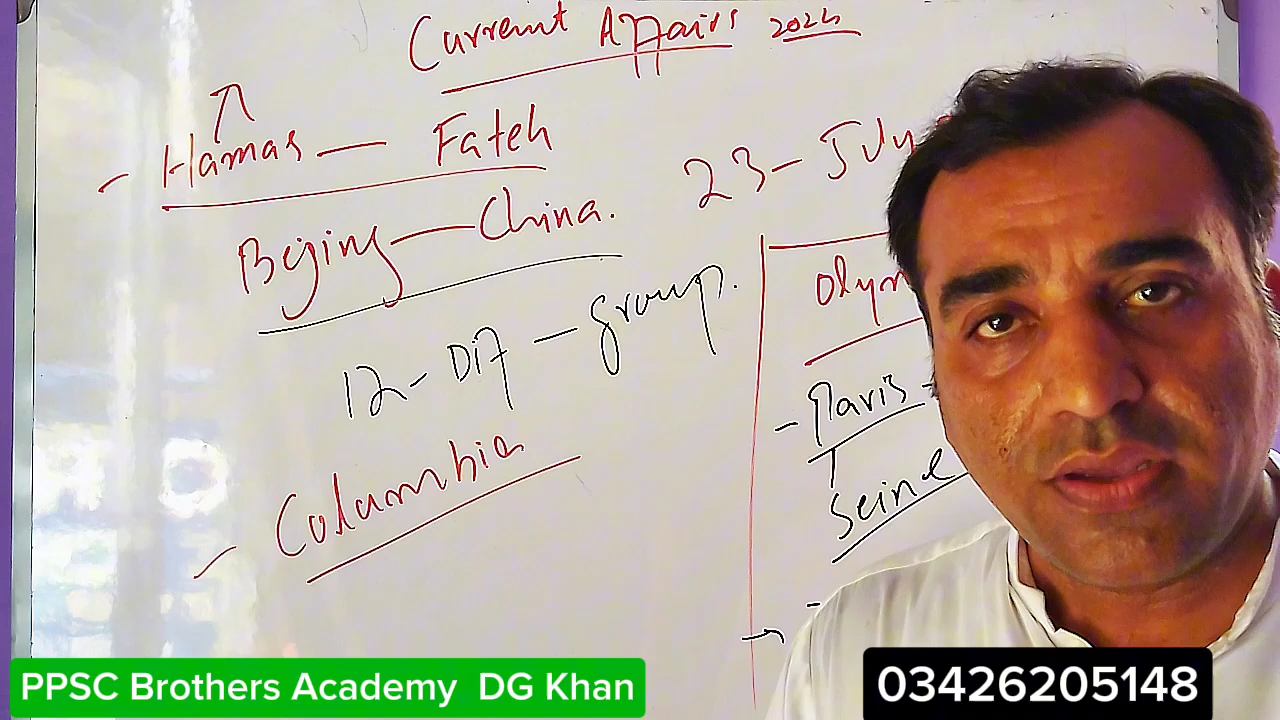 Current Affairs 2024
- Hamas — Fateh
23 - July
Bejing — China.
12 - Dif - group.
- Columbia
Olym
- Paris -
Seine
PPSC Brothers Academy DG Khan
03426205148